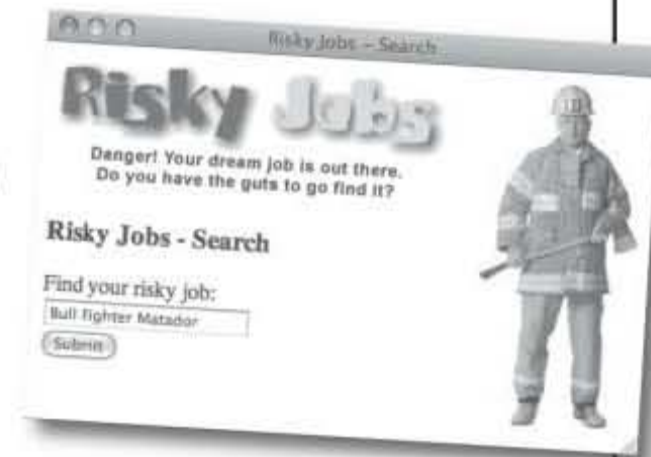 Risky Jobs - Search
Risky Jobs
Danger! Your dream job is out there.
Do you have the guts to go find it?
Risky Jobs - Search
Find your risky job:
Bull fighter Matador
Submit